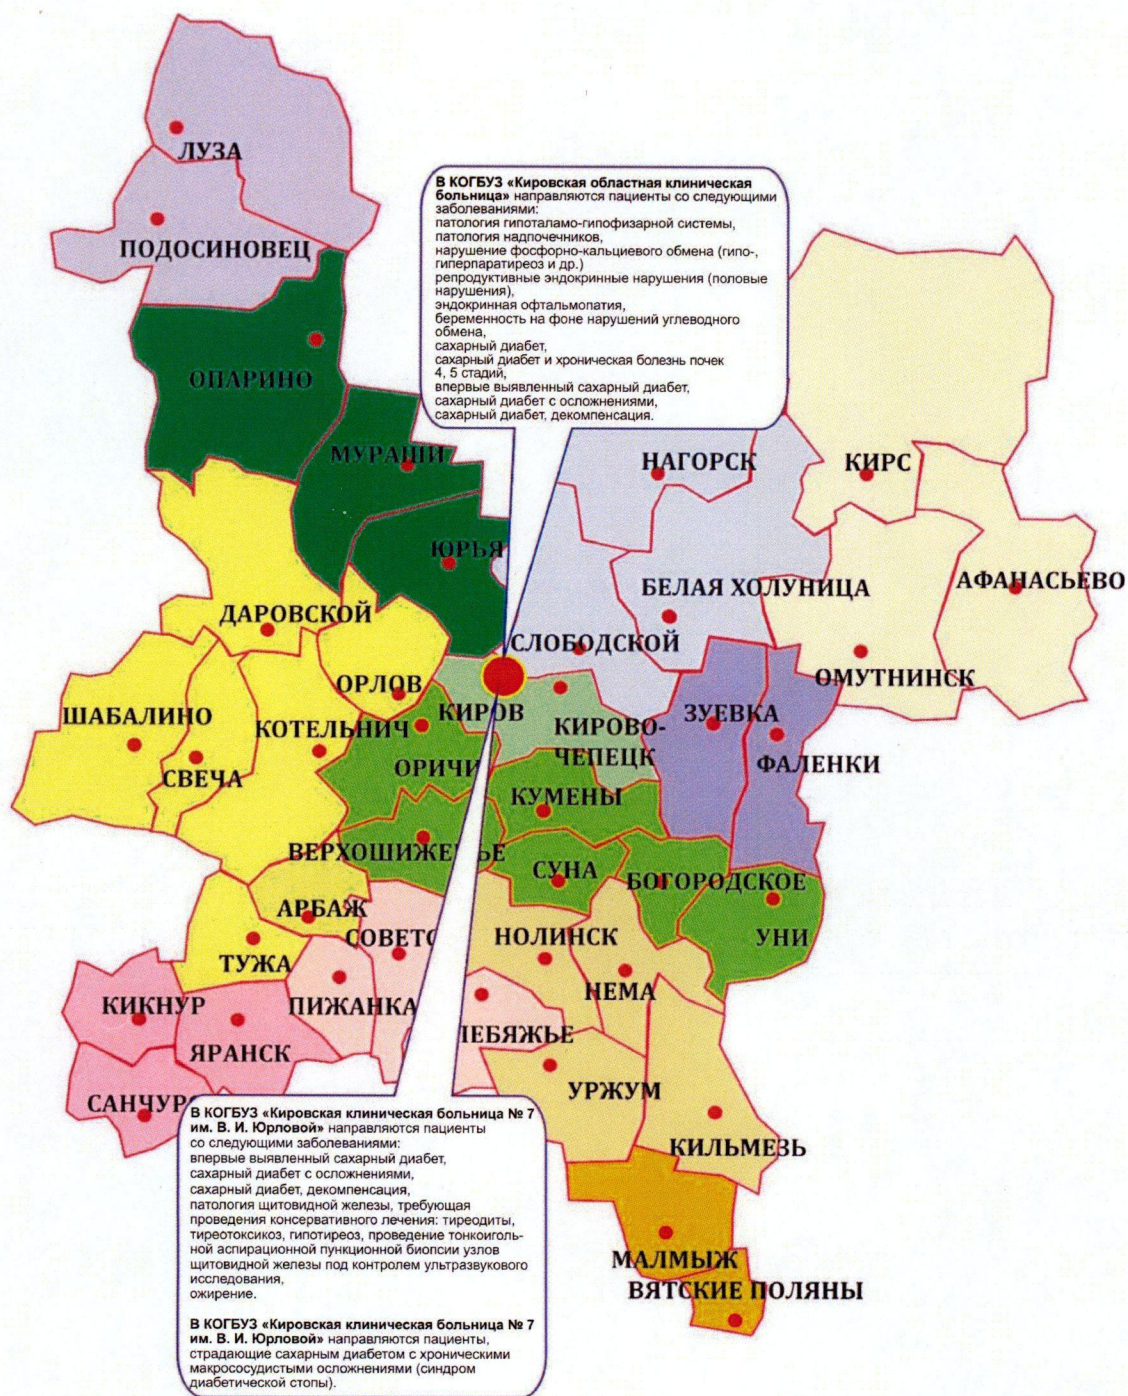 ЛУЗА
ПОДОСИНОВЕЦ
В КОГБУЗ «Кировская областная клиническая
больница» направляются пациенты со следующими
заболеваниями:
патология гипоталамо-гипофизарной системы,
патология надпочечников,
нарушение фосфорно-кальциевого обмена (гипо-,
гиперпаратиреоз и др.)
репродуктивные эндокринные нарушения (половые
нарушения),
эндокринная офтальмопатия,
беременность на фоне нарушений углеводного
обмена,
сахарный диабет,
сахарный диабет и хроническая болезнь почек
4, 5 стадий,
впервые выявленный сахарный диабет,
сахарный диабет с осложнениями,
сахарный диабет, декомпенсация.
ОПАРИНО
МУРАШИ
НАГОРСК
КИРС
ЮРЬЯ
БЕЛАЯ ХОЛУНИЦА
АФАНАСЬЕВО
ДАРОВСКОЙ
СЛОБОДСКОЙ
ОРЛОВ
ОМУТНИНСК
ШАБАЛИНО
КОТЕЛЬНИЧ
КИРОВ
КИРОВО-
ЧЕПЕЦК
ЗУЕВКА
СВЕЧА
ОРИЧИ
ФАЛЕНКИ
КУМЕНЫ
ВЕРХОШИЖЕМЬЕ
СУНА
БОГОРОДСКОЕ
АРБАЖ
СОВЕТС
НОЛИНСК
УНИ
ТУЖА
КИКНУР
ПИЖАНКА
НЕМА
ЯРАНСК
ЛЕБЯЖЬЕ
УРЖУМ
САНЧУРС
КИЛЬМЕЗЬ
В КОГБУЗ «Кировская клиническая больница № 7
им. В. И. Юрловой» направляются пациенты
со следующими заболеваниями:
впервые выявленный сахарный диабет,
сахарный диабет с осложнениями,
сахарный диабет, декомпенсация,
патология щитовидной железы, требующая
проведения консервативного лечения: тиреодиты,
тиреотоксикоз, гипотиреоз, проведение тонкоиголь-
ной аспирационной пункционной биопсии узлов
щитовидной железы под контролем ультразвукового
исследования,
ожирение.
В КОГБУЗ «Кировская клиническая больница № 7
им. В. И. Юрловой» направляются пациенты,
страдающие сахарным диабетом с хроническими
макрососудистыми осложнениями (синдром
диабетической стопы).
МАЛМЫЖ
ВЯТСКИЕ ПОЛЯНЫ